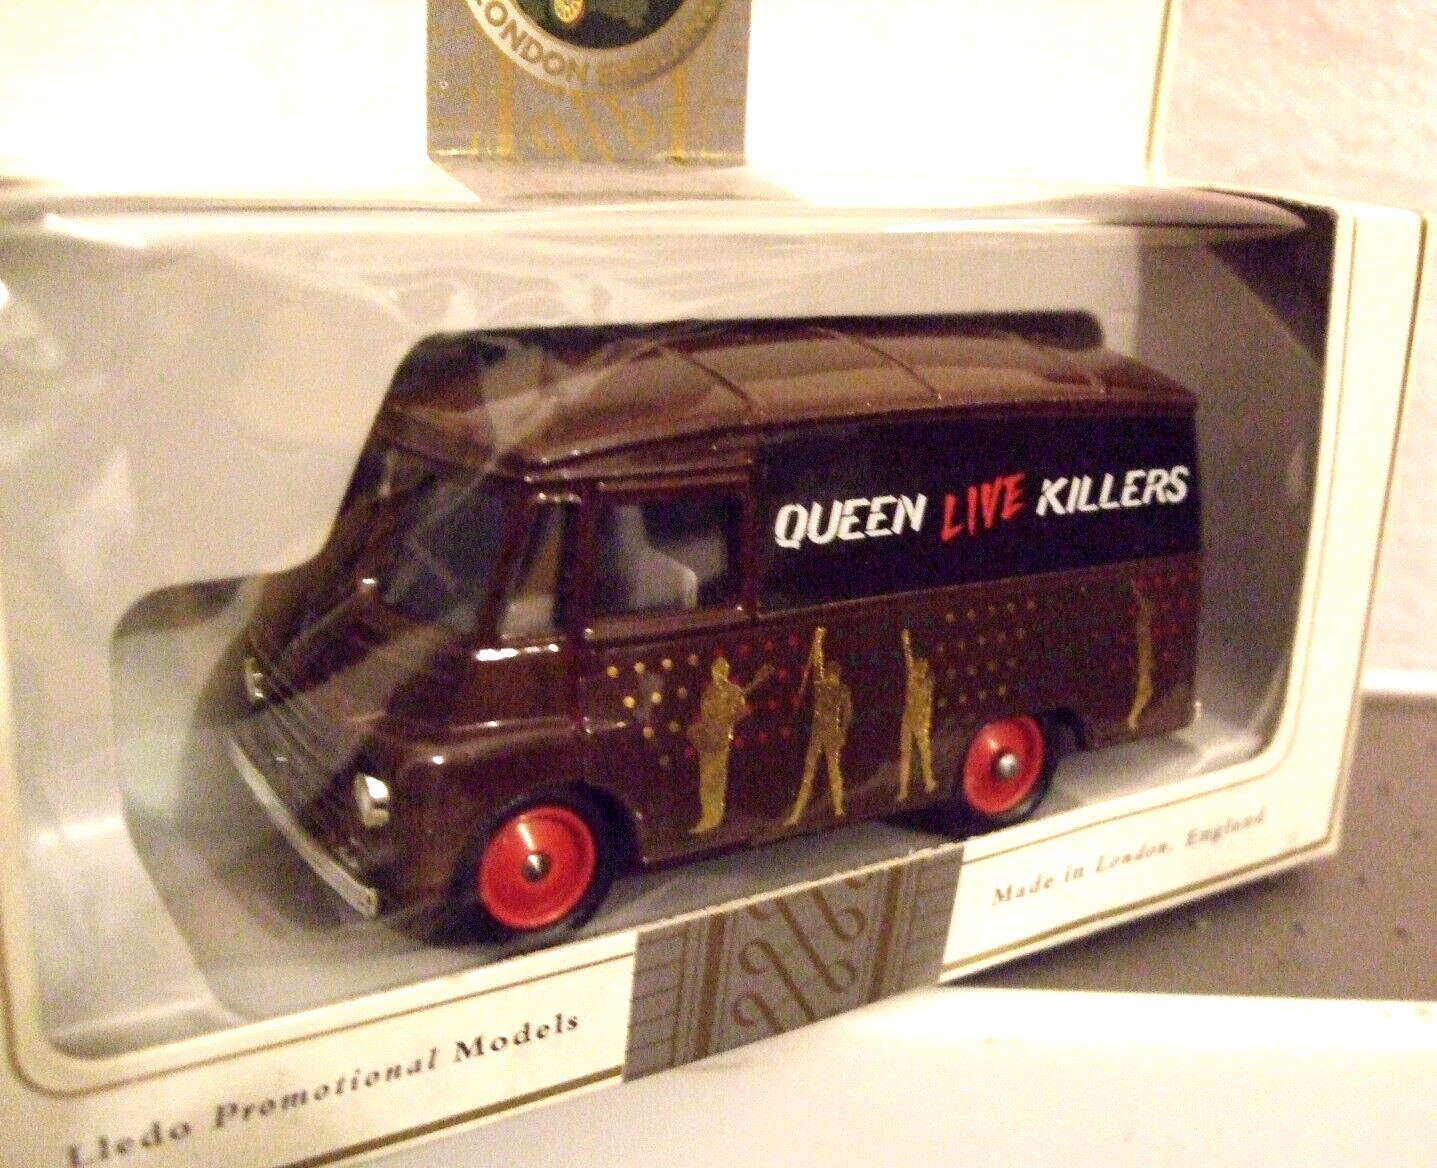 LONDON
QUEEN LIVE KILLERS
Made in London, England
Lledo Promotional Models